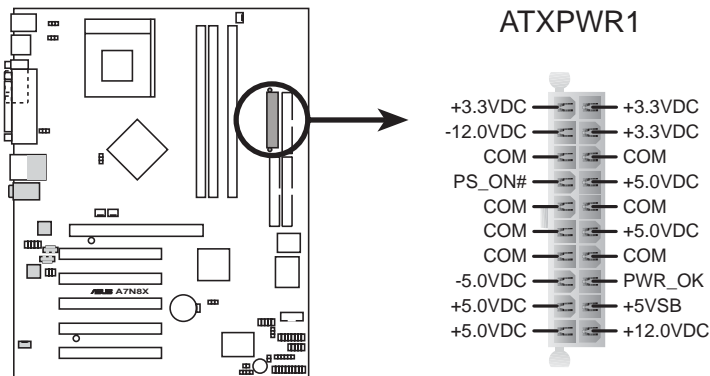 ATXPWR1
+3.3VDC +3.3VDC
-12.0VDC +3.3VDC
COM COM
PS_ON# +5.0VDC
COM COM
COM +5.0VDC
COM COM
-5.0VDC PWR_OK
+5.0VDC +5VSB
+5.0VDC +12.0VDC
ASUS A7N8X